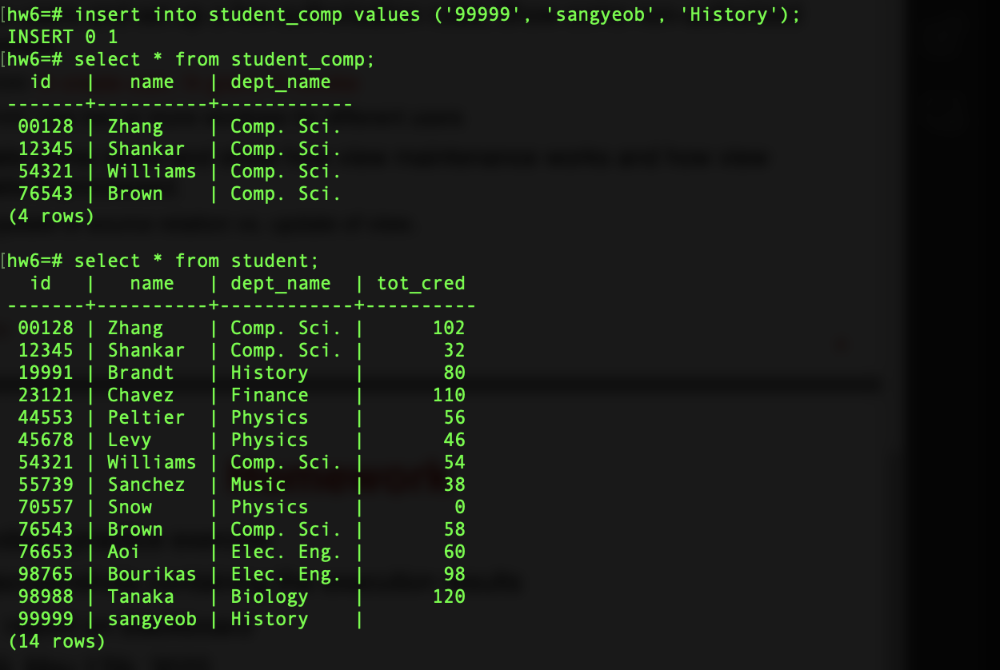 [hw6=# insert into student_comp values ('99999', 'sangyeob', 'History');
INSERT 0 1
[hw6=# select * from student_comp;
  id   |   name   | dept_name
-------+----------+------------
 00128 | Zhang    | Comp. Sci.
 12345 | Shankar  | Comp. Sci.
 54321 | Williams | Comp. Sci.
 76543 | Brown    | Comp. Sci.
(4 rows)
[hw6=# select * from student;
  id   |   name   | dept_name  | tot_cred
-------+----------+------------+----------
 00128 | Zhang    | Comp. Sci. |      102
 12345 | Shankar  | Comp. Sci. |       32
 19991 | Brandt   | History    |       80
 23121 | Chavez   | Finance    |      110
 44553 | Peltier  | Physics    |       56
 45678 | Levy     | Physics    |       46
 54321 | Williams | Comp. Sci. |       54
 55739 | Sanchez  | Music      |       38
 70557 | Snow     | Physics    |        0
 76543 | Brown    | Comp. Sci. |       58
 76653 | Aoi      | Elec. Eng. |       60
 98765 | Bourikas | Elec. Eng. |       98
 98988 | Tanaka   | Biology    |      120
 99999 | sangyeob | History    |
(14 rows)